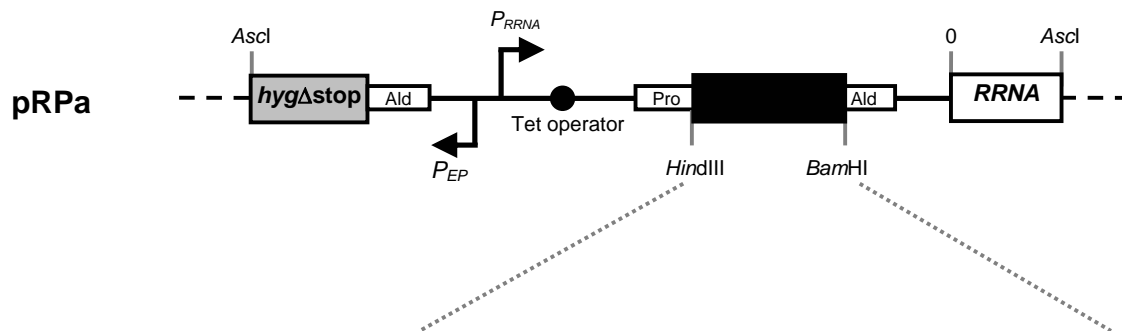 P_RRNA
AscI
0
AscI
pRPa
hygΔstop
Ald
Pro
Ald
RRNA
Tet operator
P_EP
HindIII
BamHI